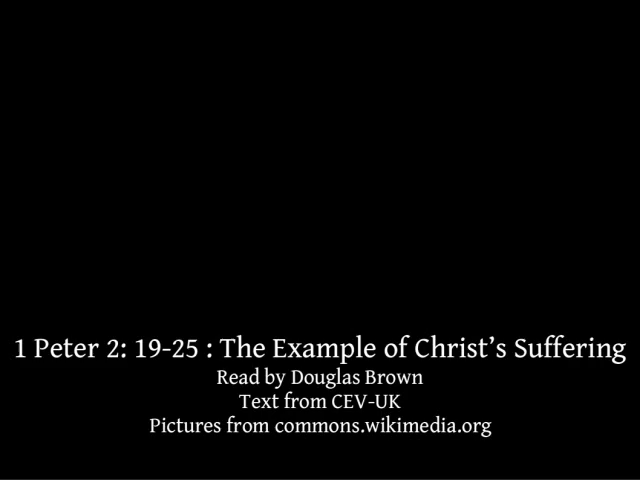 1 Peter 2: 19-25 : The Example of Christ’s Suffering
Read by Douglas Brown
Text from CEV-UK
Pictures from commons.wikimedia.org